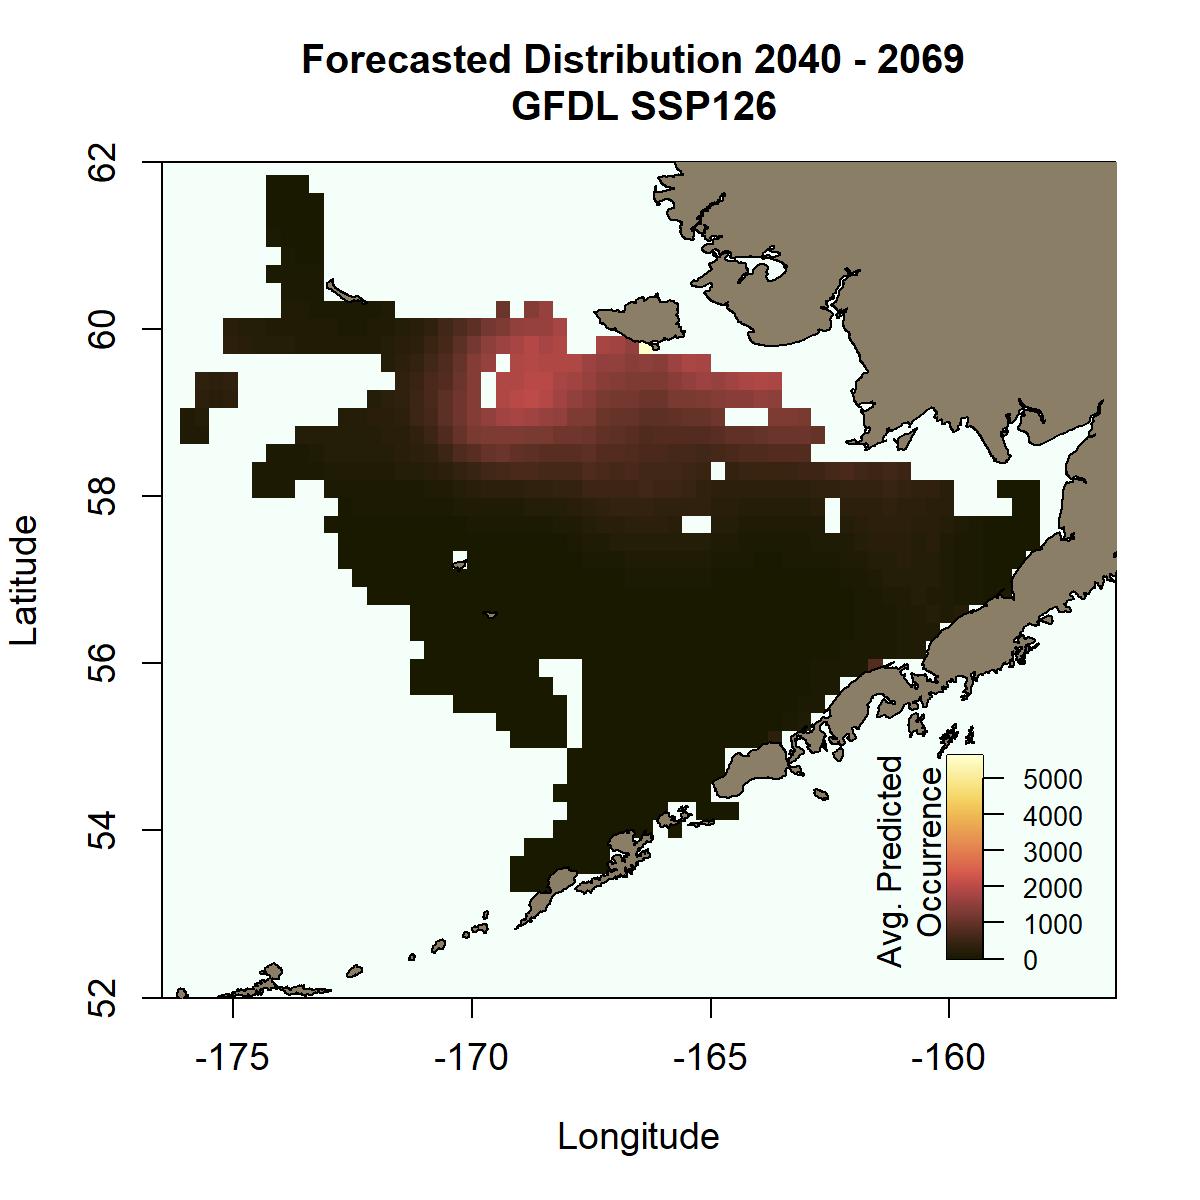 Forecasted Distribution 2040 - 2069
GFDL SSP126
62
60
58
56
54
52
Latitude
-175
-170
-165
-160
Longitude
Avg. Predicted
Occurrence
5000
4000
3000
2000
1000
0